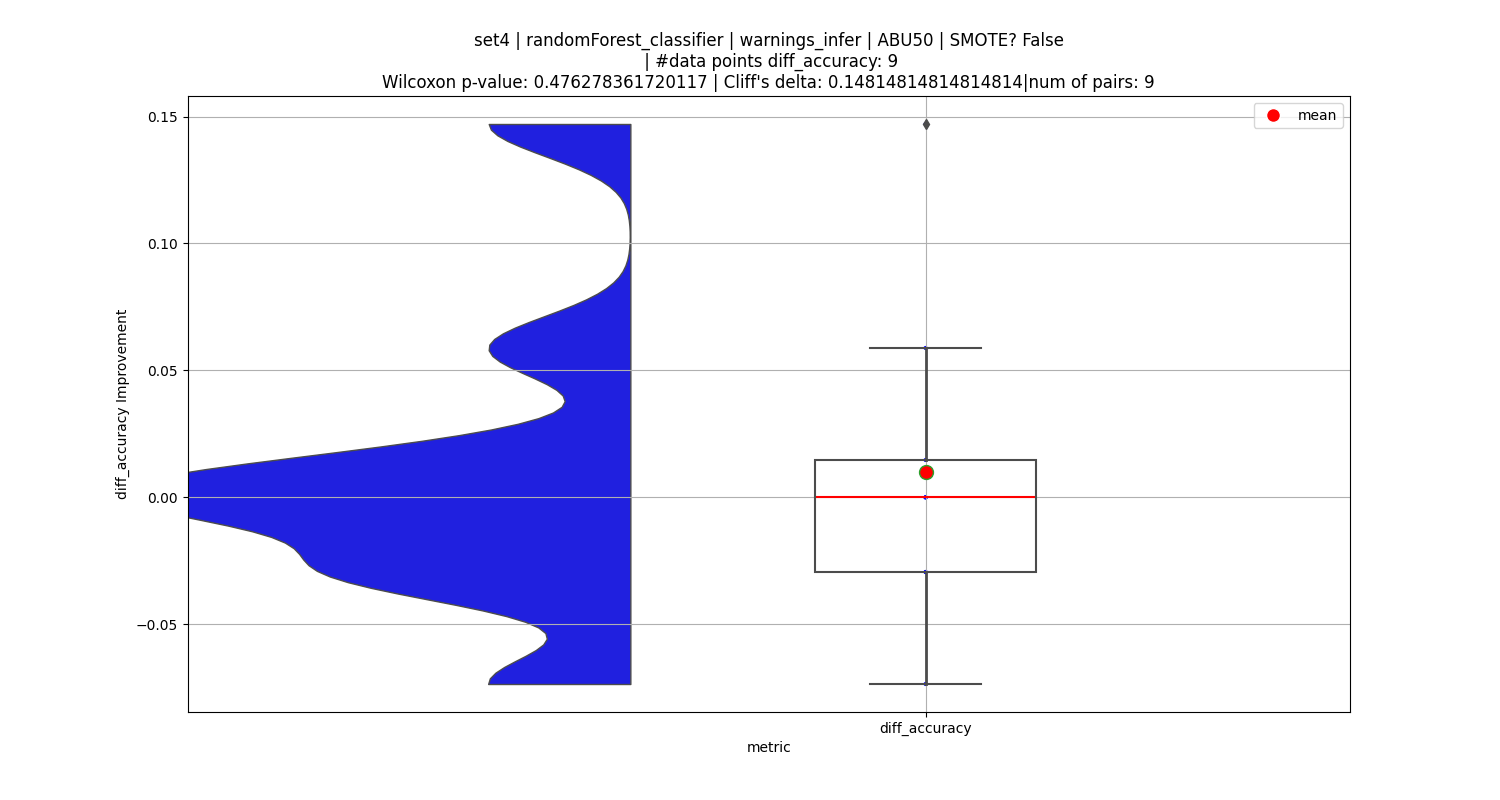 set4 | randomForest_classifier | warnings_infer | ABU50 | SMOTE? False
| #data points diff_accuracy: 9
Wilcoxon p-value: 0.476278361720117 | Cliff's delta: 0.14814814814814814|num of pairs: 9
mean
0.15
0.10
0.05
0.00
−0.05
diff_accuracy Improvement
diff_accuracy
metric